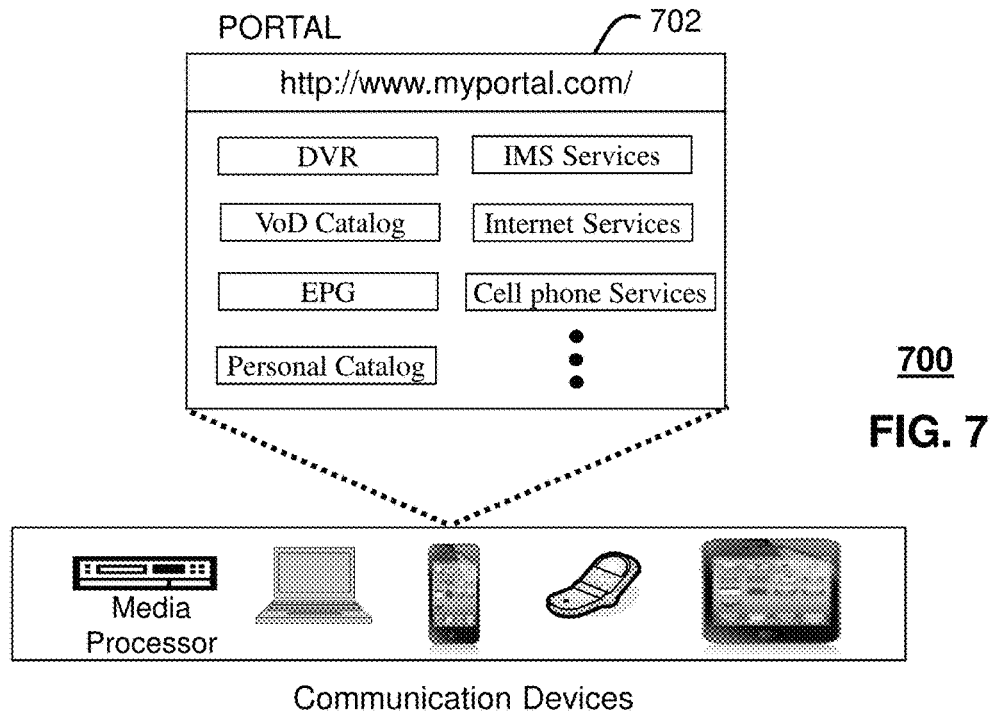 PORTAL
702
http://www.myportal.com/
DVR
IMS Services
VoD Catalog
Internet Services
EPG
Cell phone Services
Personal Catalog
700
FIG. 7
Media
Processor
Communication Devices